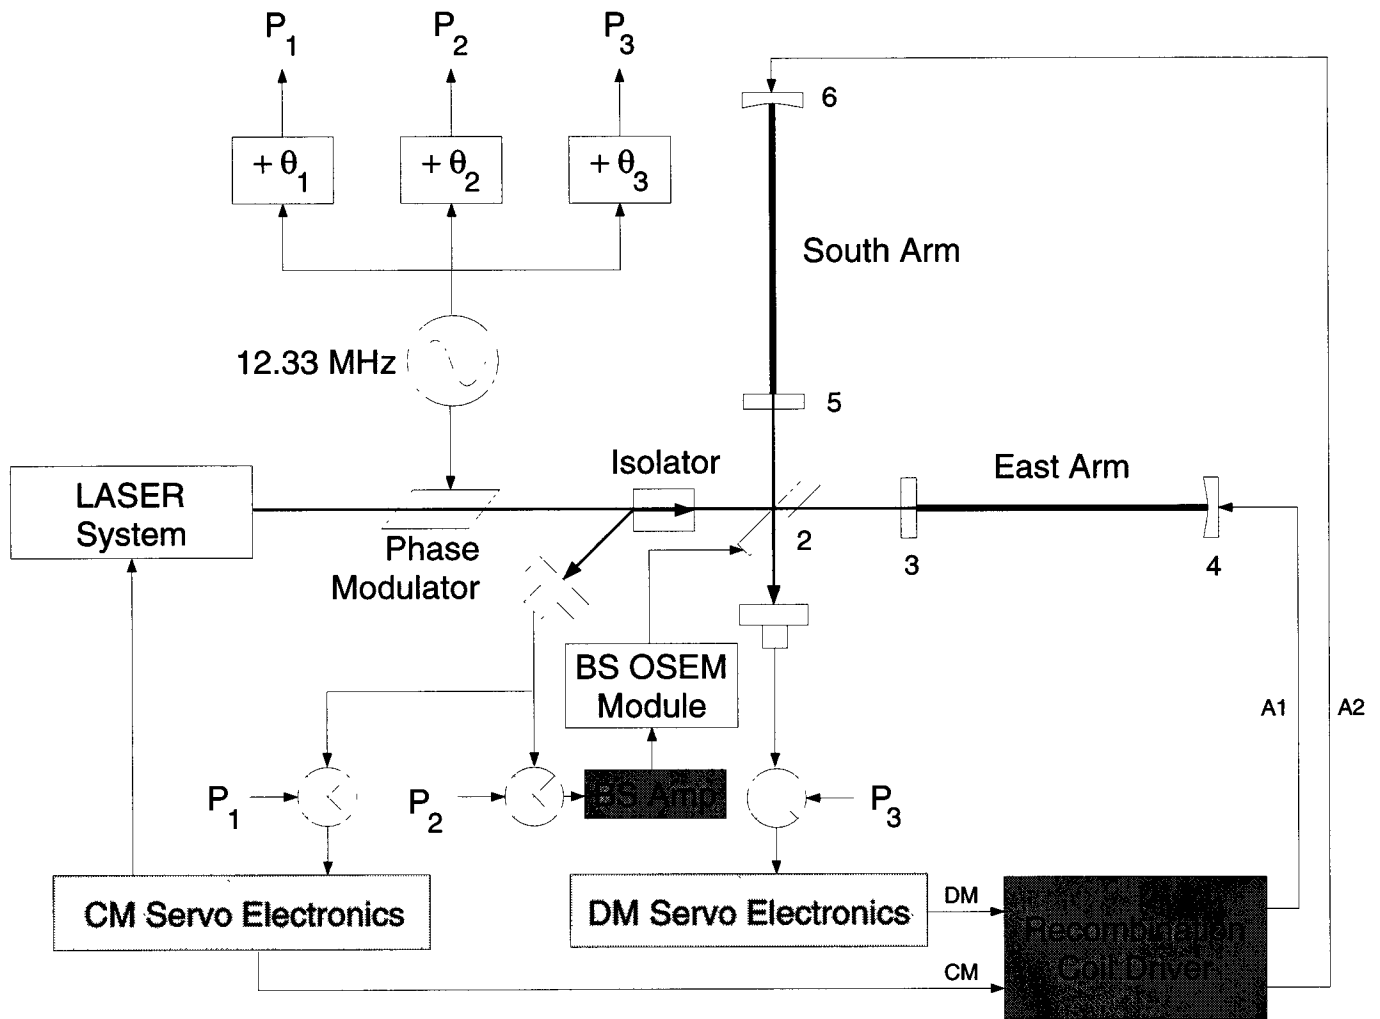 P1
P2
P3
+ θ1
+ θ2
+ θ3
6
South Arm
12.33 MHz
5
Isolator
East Arm
LASER
System
Phase
Modulator
2
3
4
BS OSEM
Module
A1
A2
P1
P2
BS Amp
P3
CM Servo Electronics
DM Servo Electronics
DM
CM
Recombination
Coil Driver